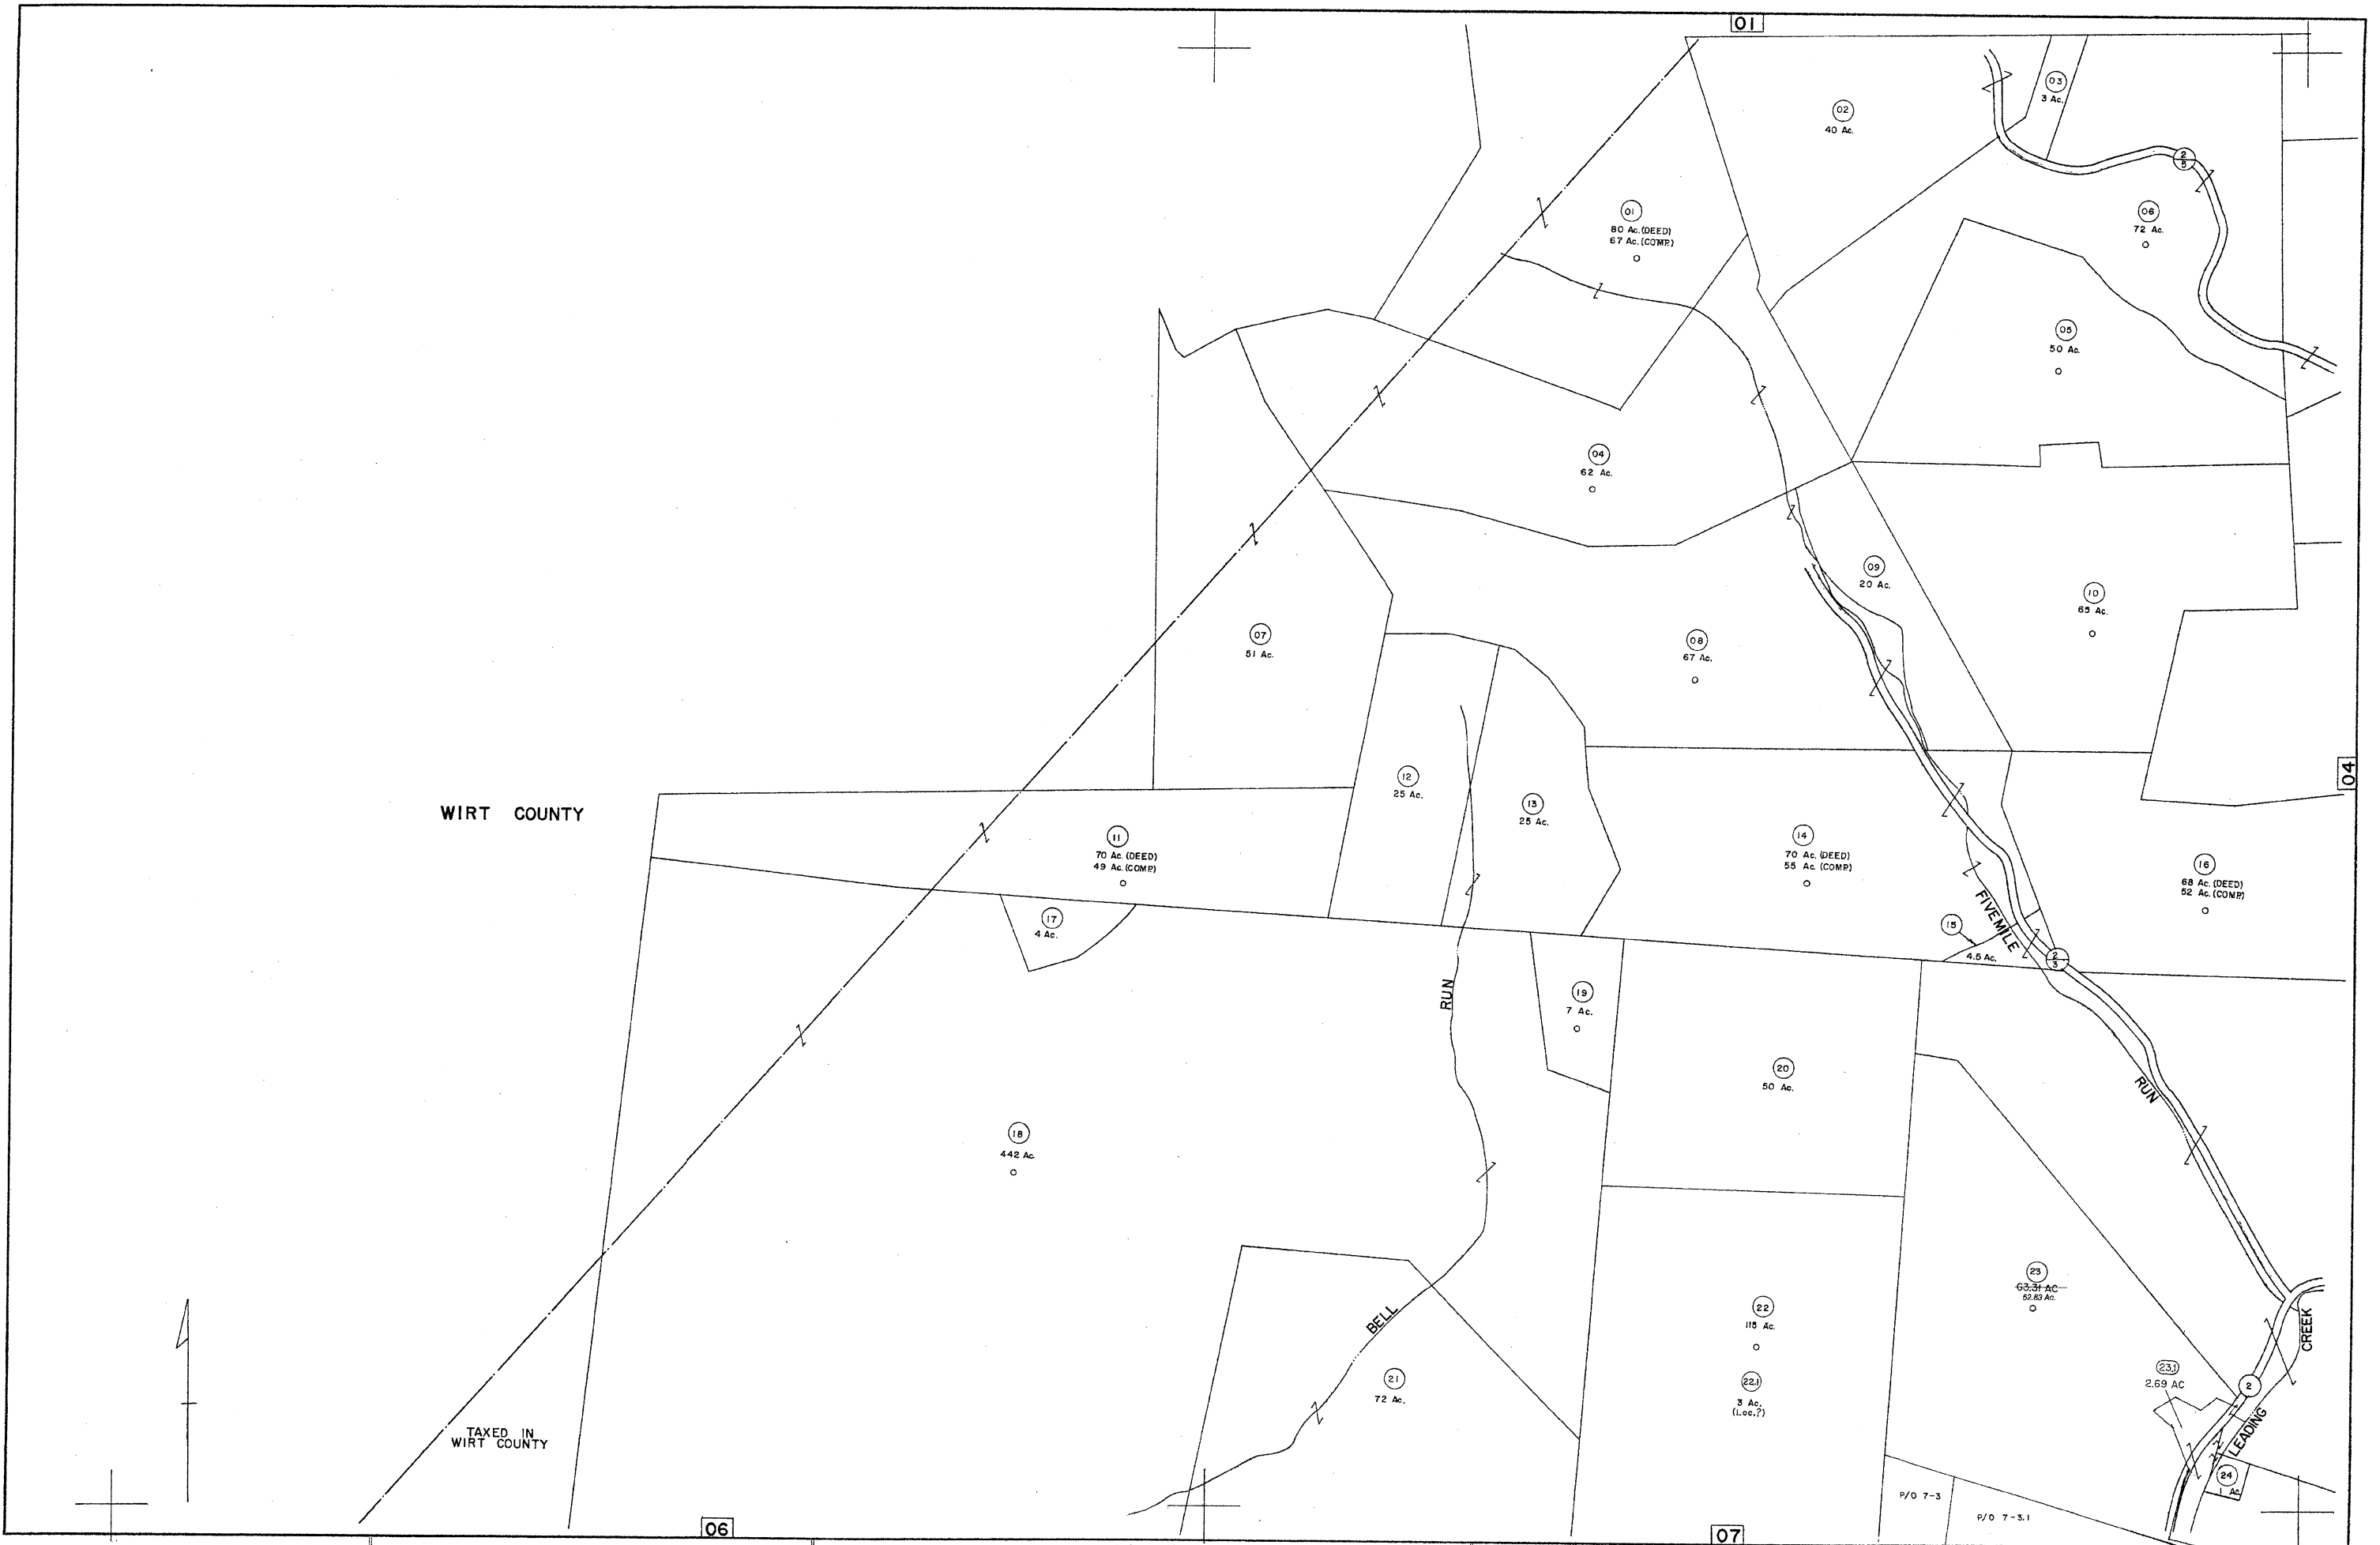 01
03
3 Ac.
02
40 Ac.
2
5
01
80 Ac. (DEED)
67 Ac. (COMP.)
06
72 Ac.
05
50 Ac.
04
62 Ac.
09
20 Ac.
10
65 Ac.
07
51 Ac.
08
67 Ac.
04
12
25 Ac.
13
25 Ac.
WIRT COUNTY
11
70 Ac. (DEED)
49 Ac. (COMP.)
14
70 Ac. (DEED)
55 Ac. (COMP.)
16
68 Ac. (DEED)
52 Ac. (COMP.)
17
4 Ac.
FIVEMILE
15
4.5 Ac.
2
3
RUN
19
7 Ac.
20
50 Ac.
RUN
18
442 Ac.
23
63.31 AC
52.83 Ac.
22
115 Ac.
BELL
CREEK
23.1
2.69 AC
21
72 Ac.
22.1
3 Ac.
(Loc.?)
2
LEADING
TAXED IN
WIRT COUNTY
24
1 Ac.
P/O 7-3
P/O 7-3.1
06
07